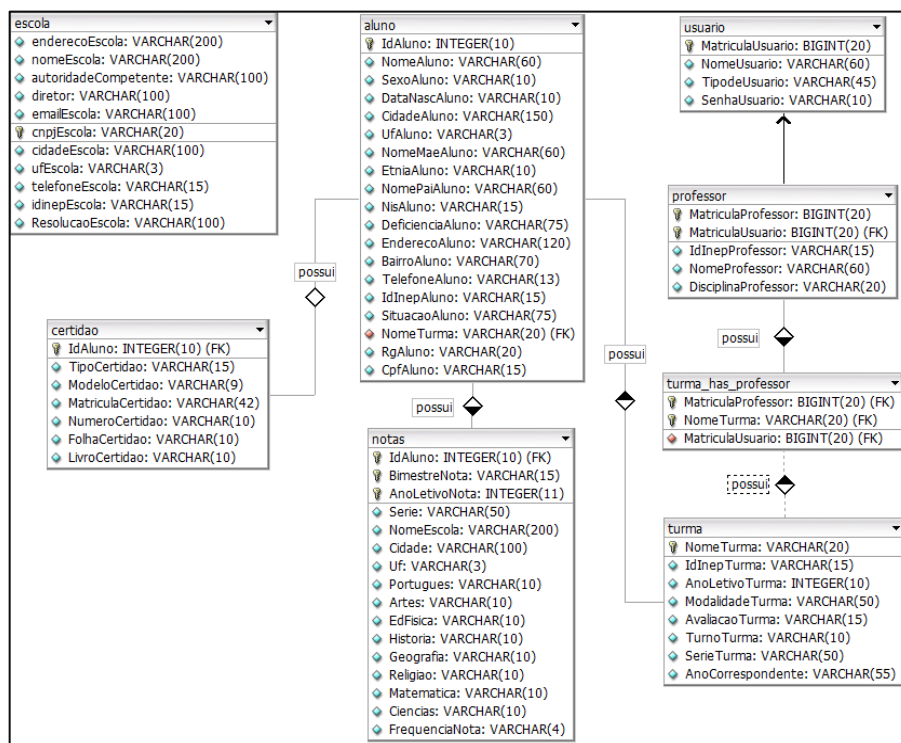 escola
enderecoEscola: VARCHAR(200)
nomeEscola: VARCHAR(200)
autoridadeCompetente: VARCHAR(100)
diretor: VARCHAR(100)
emailEscola: VARCHAR(100)
cnpjEscola: VARCHAR(20)
cidadeEscola: VARCHAR(100)
ufEscola: VARCHAR(3)
telefoneEscola: VARCHAR(15)
idinepEscola: VARCHAR(15)
ResolucaoEscola: VARCHAR(100)
aluno
IdAluno: INTEGER(10)
NomeAluno: VARCHAR(60)
SexoAluno: VARCHAR(10)
DataNascAluno: VARCHAR(10)
CidadeAluno: VARCHAR(150)
UfAluno: VARCHAR(3)
NomeMaeAluno: VARCHAR(60)
EtniaAluno: VARCHAR(10)
NomePaiAluno: VARCHAR(60)
NisAluno: VARCHAR(15)
DeficienciaAluno: VARCHAR(75)
EnderecoAluno: VARCHAR(120)
BairroAluno: VARCHAR(70)
TelefoneAluno: VARCHAR(13)
IdInepAluno: VARCHAR(15)
SituacaoAluno: VARCHAR(75)
NomeTurma: VARCHAR(20) (FK)
RgAluno: VARCHAR(20)
CpfAluno: VARCHAR(15)
usuario
MatriculaUsuario: BIGINT(20)
NomeUsuario: VARCHAR(60)
TipodeUsuario: VARCHAR(45)
SenhaUsuario: VARCHAR(10)
professor
MatriculaProfessor: BIGINT(20)
MatriculaUsuario: BIGINT(20) (FK)
IdInepProfessor: VARCHAR(15)
NomeProfessor: VARCHAR(60)
DisciplinaProfessor: VARCHAR(20)
possui
possui
possui
possui
possui
certidao
IdAluno: INTEGER(10) (FK)
TipoCertidao: VARCHAR(15)
ModeloCertidao: VARCHAR(9)
MatriculaCertidao: VARCHAR(42)
NumeroCertidao: VARCHAR(10)
FolhaCertidao: VARCHAR(10)
LivroCertidao: VARCHAR(10)
notas
IdAluno: INTEGER(10) (FK)
BimestreNota: VARCHAR(15)
AnoLetivoNota: INTEGER(11)
Serie: VARCHAR(50)
NomeEscola: VARCHAR(200)
Cidade: VARCHAR(100)
Uf: VARCHAR(3)
Portugues: VARCHAR(10)
Artes: VARCHAR(10)
EdFisica: VARCHAR(10)
Historia: VARCHAR(10)
Geografia: VARCHAR(10)
Religiao: VARCHAR(10)
Matematica: VARCHAR(10)
Ciencias: VARCHAR(10)
FrequenciaNota: VARCHAR(4)
turma_has_professor
MatriculaProfessor: BIGINT(20) (FK)
NomeTurma: VARCHAR(20) (FK)
MatriculaUsuario: BIGINT(20) (FK)
turma
NomeTurma: VARCHAR(20)
IdInepTurma: VARCHAR(15)
AnoLetivoTurma: INTEGER(10)
ModalidadeTurma: VARCHAR(50)
AvaliacaoTurma: VARCHAR(15)
TurnoTurma: VARCHAR(10)
SerieTurma: VARCHAR(50)
AnoCorrespondente: VARCHAR(55)